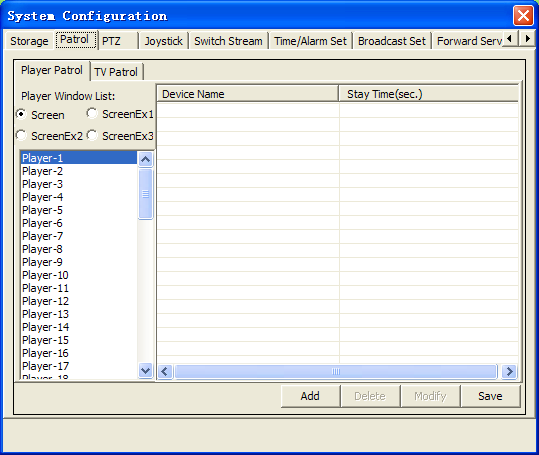 System Configuration
Storage Patrol PTZ Joystick Switch Stream Time/Alarm Set Broadcast Set Forward Serv
Player Patrol TV Patrol
Player Window List:
Screen ScreenEx1
ScreenEx2 ScreenEx3
Device Name Stay Time(sec.)
Player-1
Player-2
Player-3
Player-4
Player-5
Player-6
Player-7
Player-8
Player-9
Player-10
Player-11
Player-12
Player-13
Player-14
Player-15
Player-16
Player-17
Player-18
Add Delete Modify Save